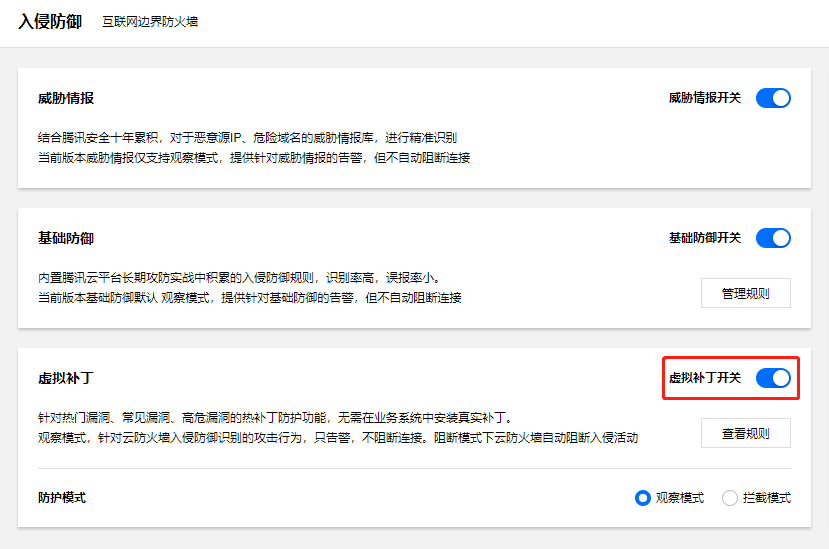 入侵防御 互联网边界防火墙
威胁情报 威胁情报开关
结合腾讯安全十年累积，对于恶意源IP、危险域名的威胁情报库，进行精准识别
当前版本威胁情报仅支持观察模式，提供针对威胁情报的告警，但不自动阻断连接
基础防御 基础防御开关
内置腾讯云平台长期攻防实战中积累的入侵防御规则，识别率高，误报率小。
管理规则
当前版本基础防御默认 观察模式，提供针对基础防御的告警，但不自动阻断连接
虚拟补丁 虚拟补丁开关
针对热门漏洞、常见漏洞、高危漏洞的热补丁防护功能，无需在业务系统中安装真实补丁。
查看规则
观察模式，针对云防火墙入侵防御识别的攻击行为，只告警，不阻断连接。阻断模式下云防火墙自动阻断入侵活动
防护模式 观察模式 拦截模式